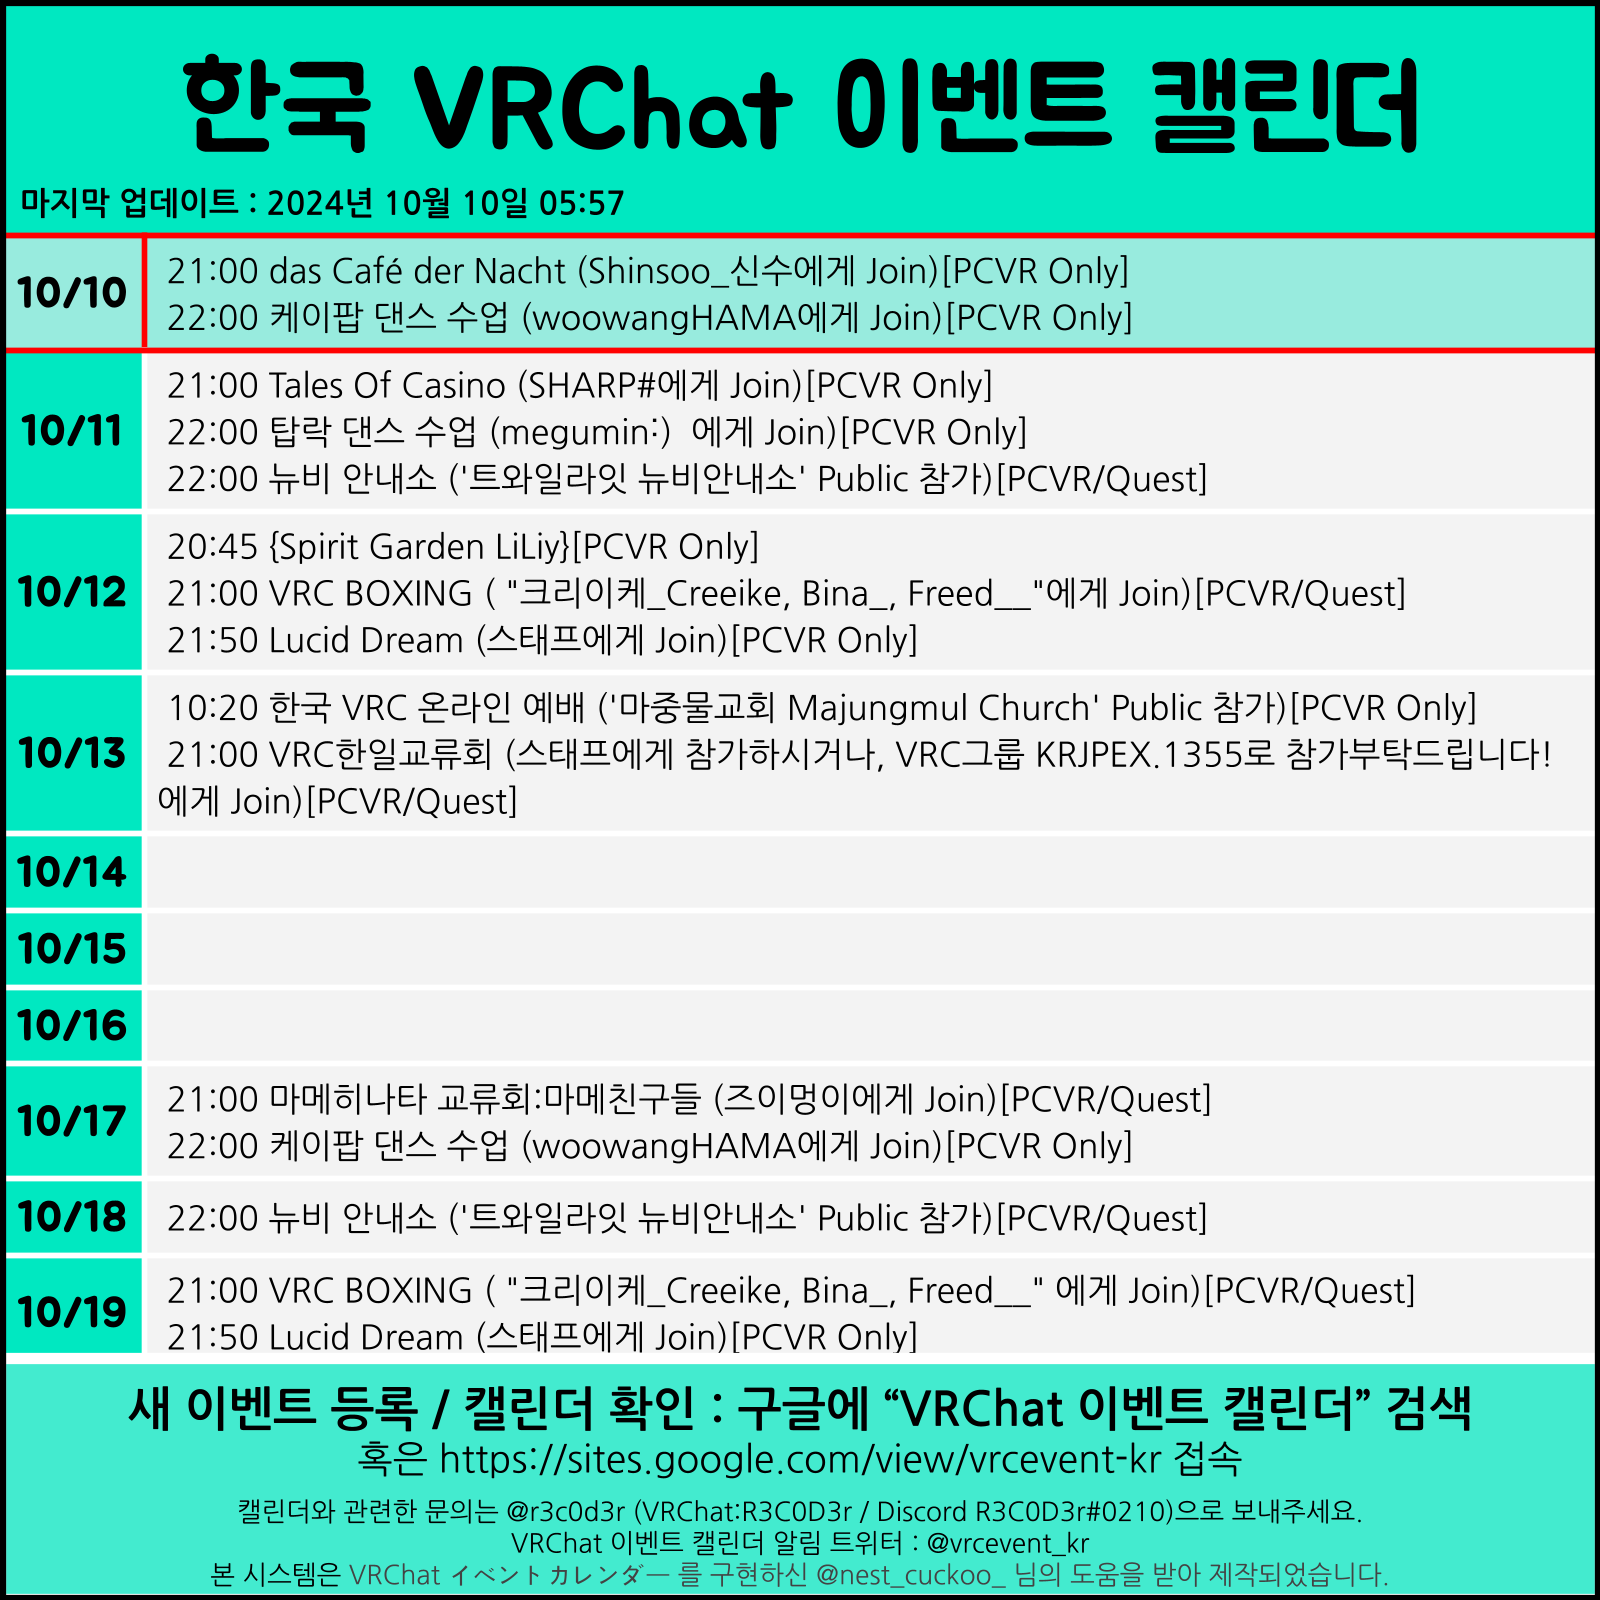 한국 VRChat 이벤트 캘린더
마지막 업데이트 : 2024년 10월 10일 05:57
10/10
21:00 das Café der Nacht (Shinsoo_신수에게 Join)[PCVR Only]
22:00 케이팝 댄스 수업 (woowangHAMA에게 Join)[PCVR Only]
10/11
21:00 Tales Of Casino (SHARP#에게 Join)[PCVR Only]
22:00 탑락 댄스 수업 (megumin:)  에게 Join)[PCVR Only]
22:00 뉴비 안내소 ('트와일라잇 뉴비안내소' Public 참가)[PCVR/Quest]
10/12
20:45 {Spirit Garden LiLiy}[PCVR Only]
21:00 VRC BOXING ( "크리이케_Creeike, Bina_, Freed__"에게 Join)[PCVR/Quest]
21:50 Lucid Dream (스태프에게 Join)[PCVR Only]
10/13
10:20 한국 VRC 온라인 예배 ('마중물교회 Majungmul Church' Public 참가)[PCVR Only]
21:00 VRC한일교류회 (스태프에게 참가하시거나, VRC그룹 KRJPEX.1355로 참가부탁드립니다!
에게 Join)[PCVR/Quest]
10/14
10/15
10/16
10/17
21:00 마메히나타 교류회:마메친구들 (즈이멍이에게 Join)[PCVR/Quest]
22:00 케이팝 댄스 수업 (woowangHAMA에게 Join)[PCVR Only]
10/18
22:00 뉴비 안내소 ('트와일라잇 뉴비안내소' Public 참가)[PCVR/Quest]
10/19
21:00 VRC BOXING ( "크리이케_Creeike, Bina_, Freed__" 에게 Join)[PCVR/Quest]
21:50 Lucid Dream (스태프에게 Join)[PCVR Only]
새 이벤트 등록 / 캘린더 확인 : 구글에 “VRChat 이벤트 캘린더” 검색
혹은 https://sites.google.com/view/vrcevent-kr 접속
캘린더와 관련한 문의는 @r3c0d3r (VRChat:R3C0D3r / Discord R3C0D3r#0210)으로 보내주세요.
VRChat 이벤트 캘린더 알림 트위터 : @vrcevent_kr
본 시스템은 VRChat イベントカレンダー 를 구현하신 @nest_cuckoo_ 님의 도움을 받아 제작되었습니다.